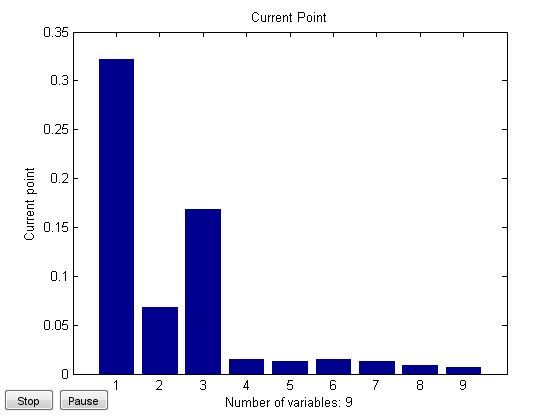 Current Point
0.35
0.3
0.25
0.2
0.15
0.1
0.05
0
Current point
1 2 3 4 5 6 7 8 9
Number of variables: 9
Stop Pause